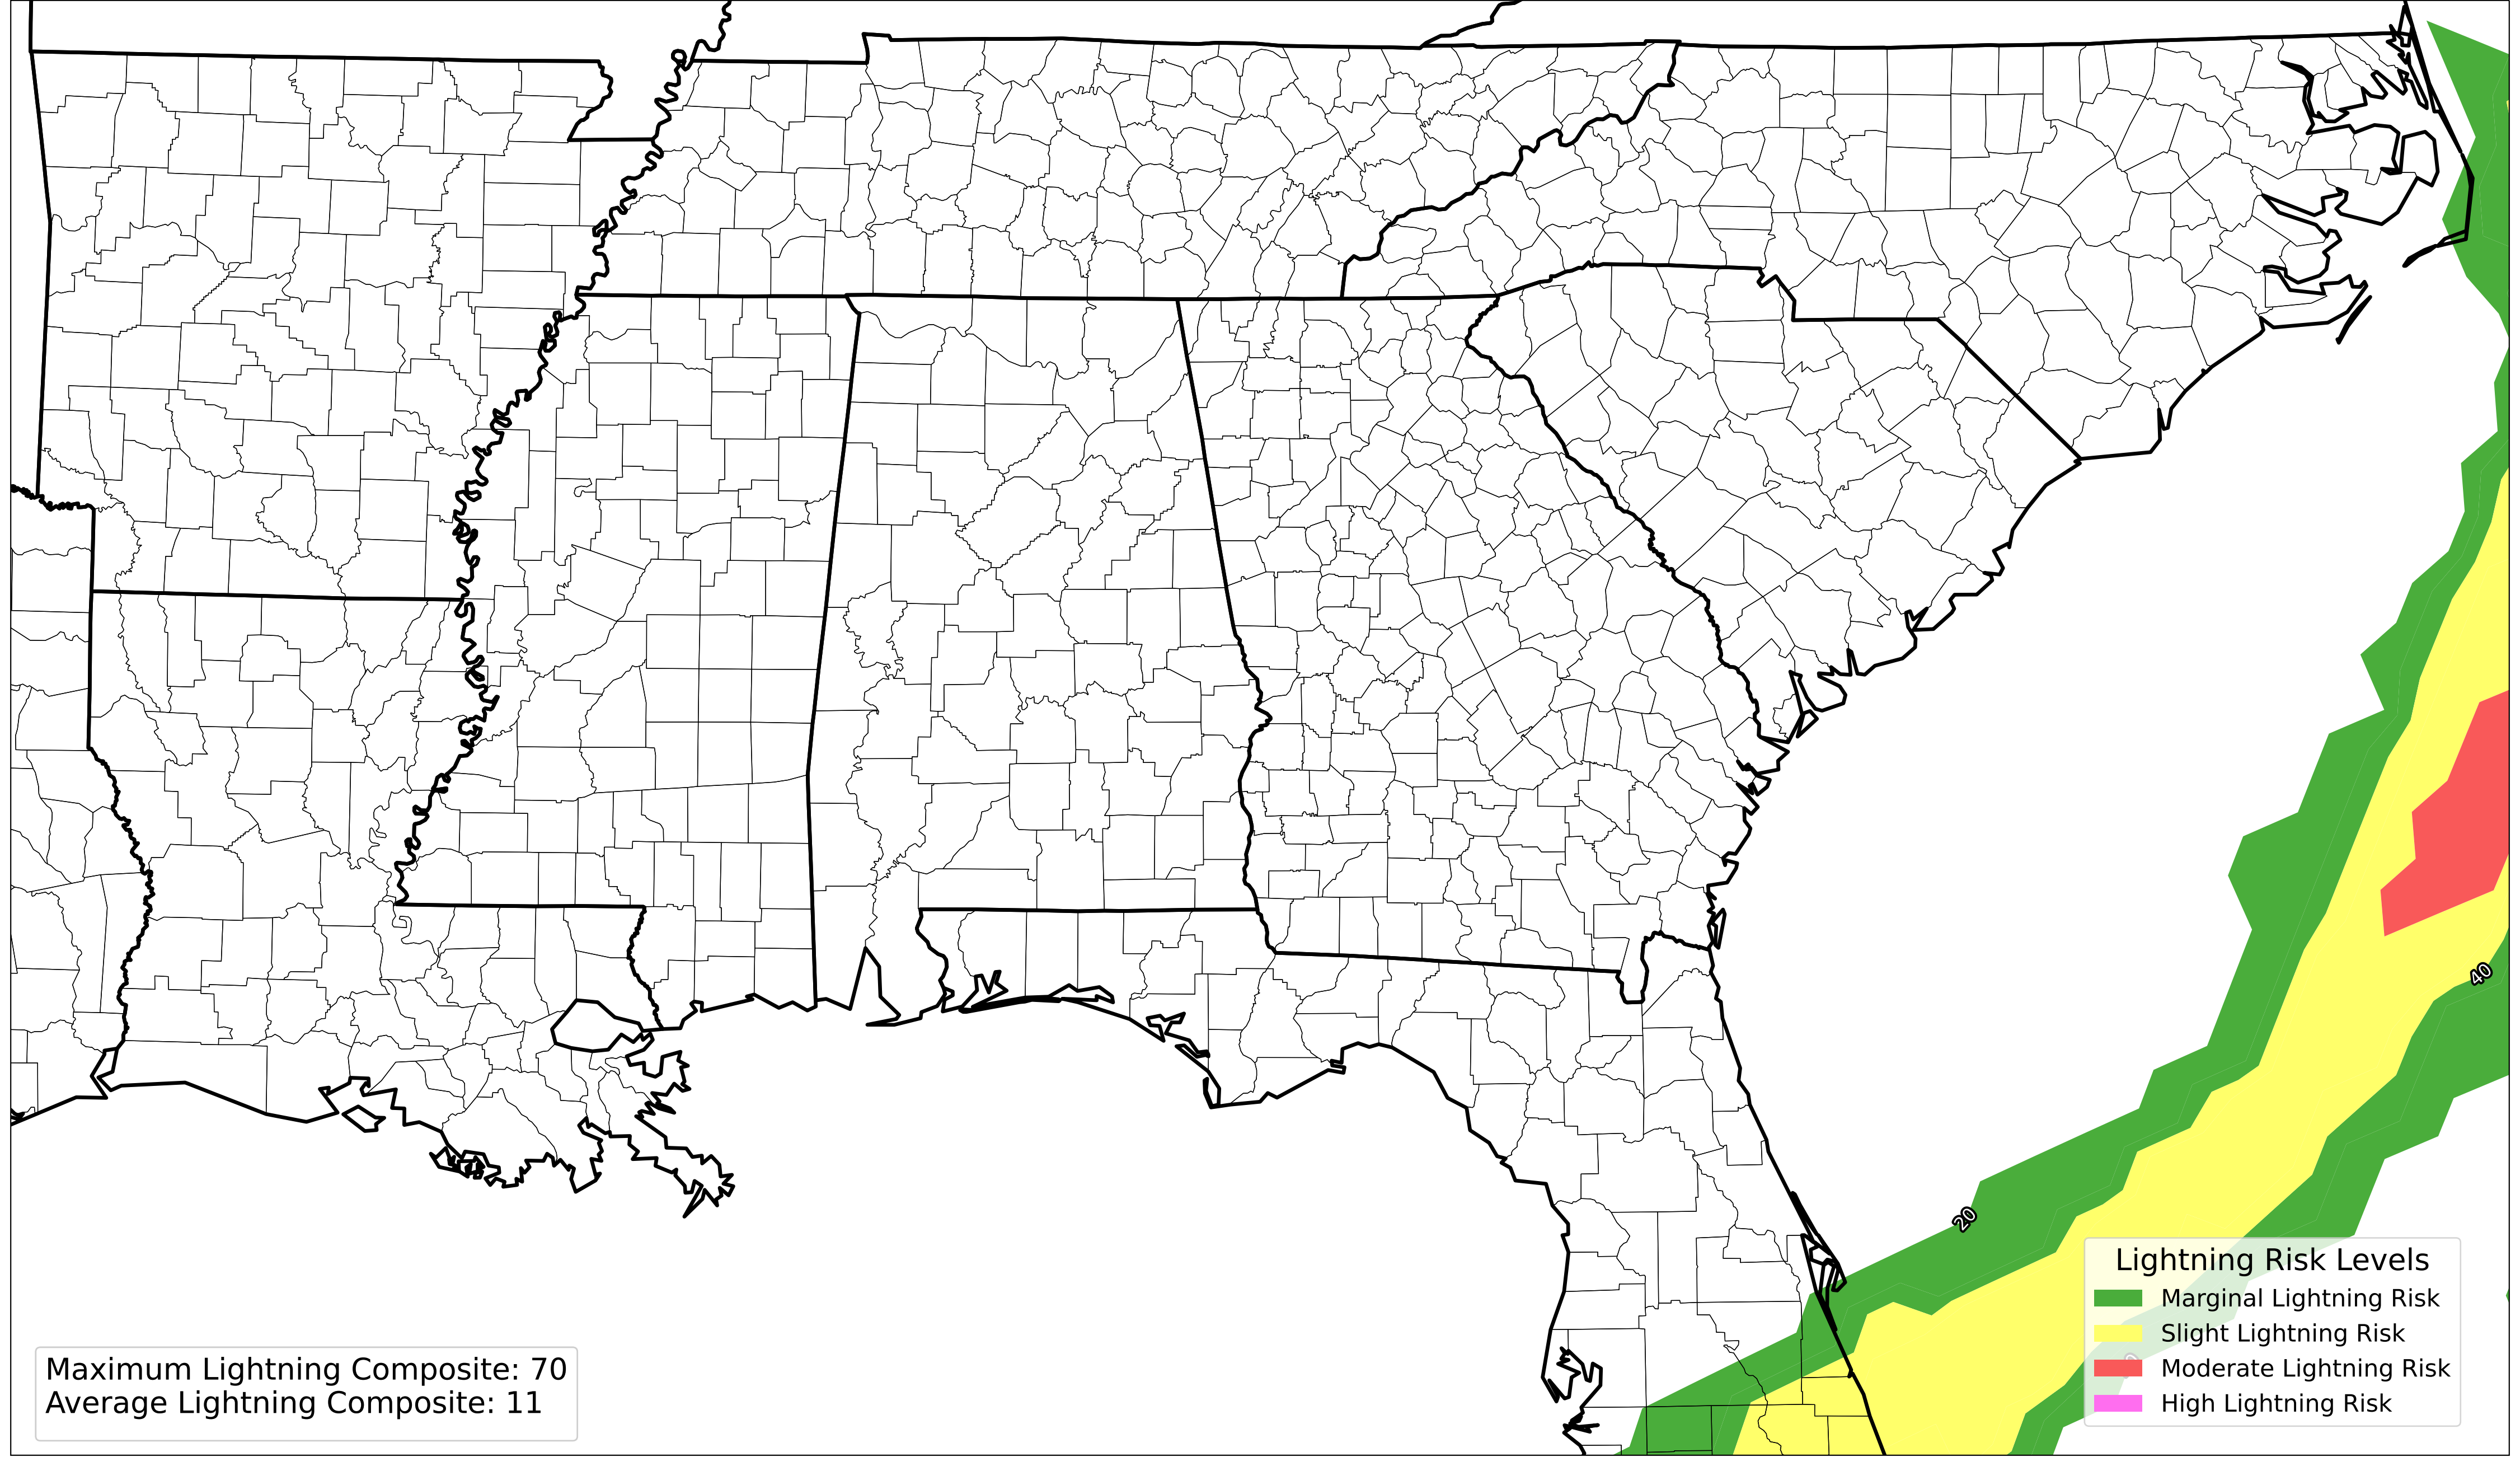 40
20
Lightning Risk Levels
Marginal Lightning Risk
Slight Lightning Risk
Moderate Lightning Risk
High Lightning Risk
Maximum Lightning Composite: 70
Average Lightning Composite: 11